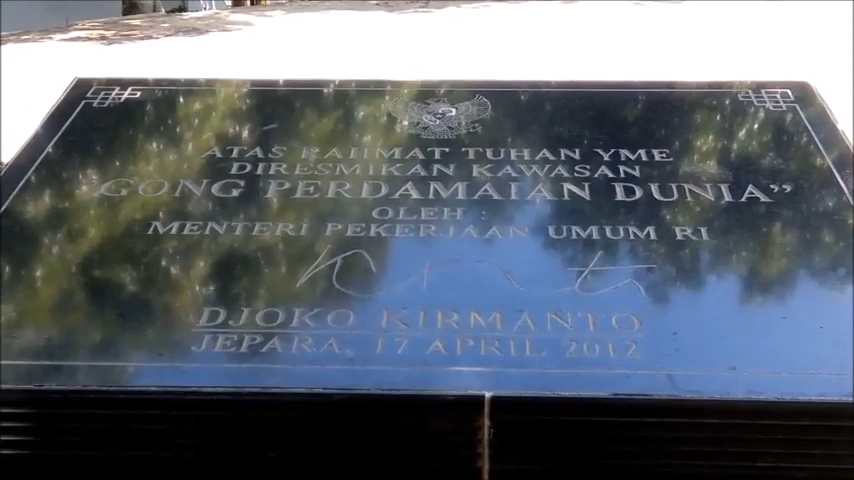 ATAS RAHMAT TUHAN YME
DIRESMIKAN KAWASAN
"GONG PERDAMAIAN DUNIA"
OLEH :
MENTERI PEKERJAAN UMUM RI
DJOKO KIRMANTO
JEPARA, 17 APRIL 2012